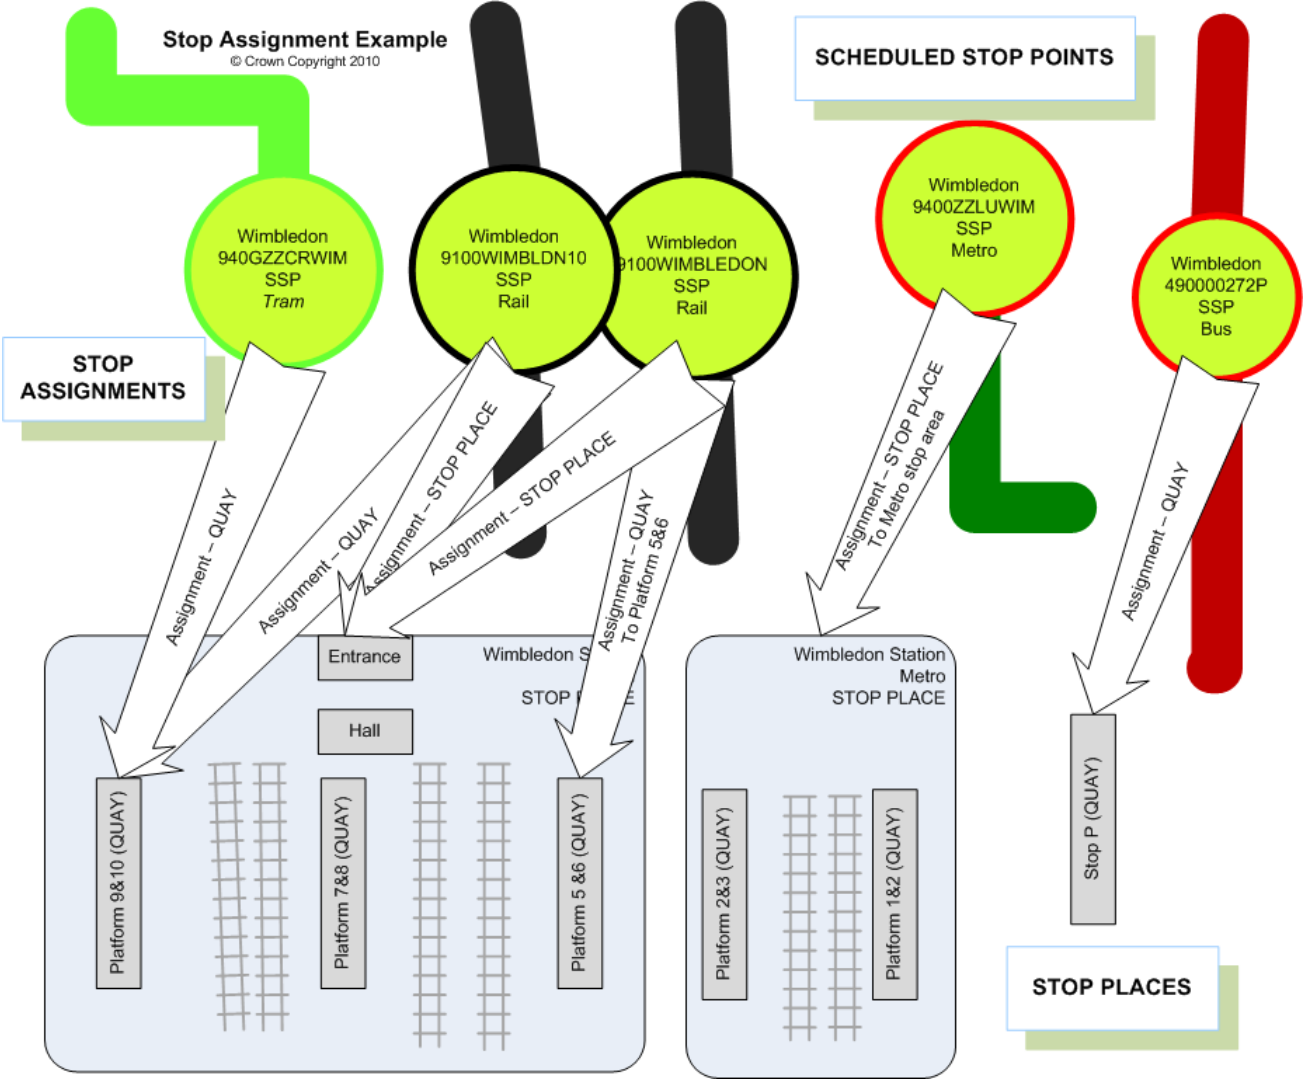 Stop Assignment Example
© Crown Copyright 2010
SCHEDULED STOP POINTS
Wimbledon
940GZZCRWIM
SSP
Tram
Wimbledon
9100WIMBLDN10
SSP
Rail
Wimbledon
9100WIMBLEDON
SSP
Rail
Wimbledon
9400ZZLUWIM
SSP
Metro
Wimbledon
490000272P
SSP
Bus
STOP
ASSIGNMENTS
Assignment – QUAY
Assignment – QUAY
Assignment – STOP PLACE
Assignment – STOP PLACE
Assignment – QUAY
To Platform 5&6
Assignment – STOP PLACE
To Metro stop area
Assignment – QUAY
Entrance
Hall
Wimbledon
STOP
Wimbledon Station
Metro
STOP PLACE
Platform 9&10 (QUAY)
Platform 7&8 (QUAY)
Platform 5 &6 (QUAY)
Platform 2&3 (QUAY)
Platform 1&2 (QUAY)
Stop P (QUAY)
STOP PLACES